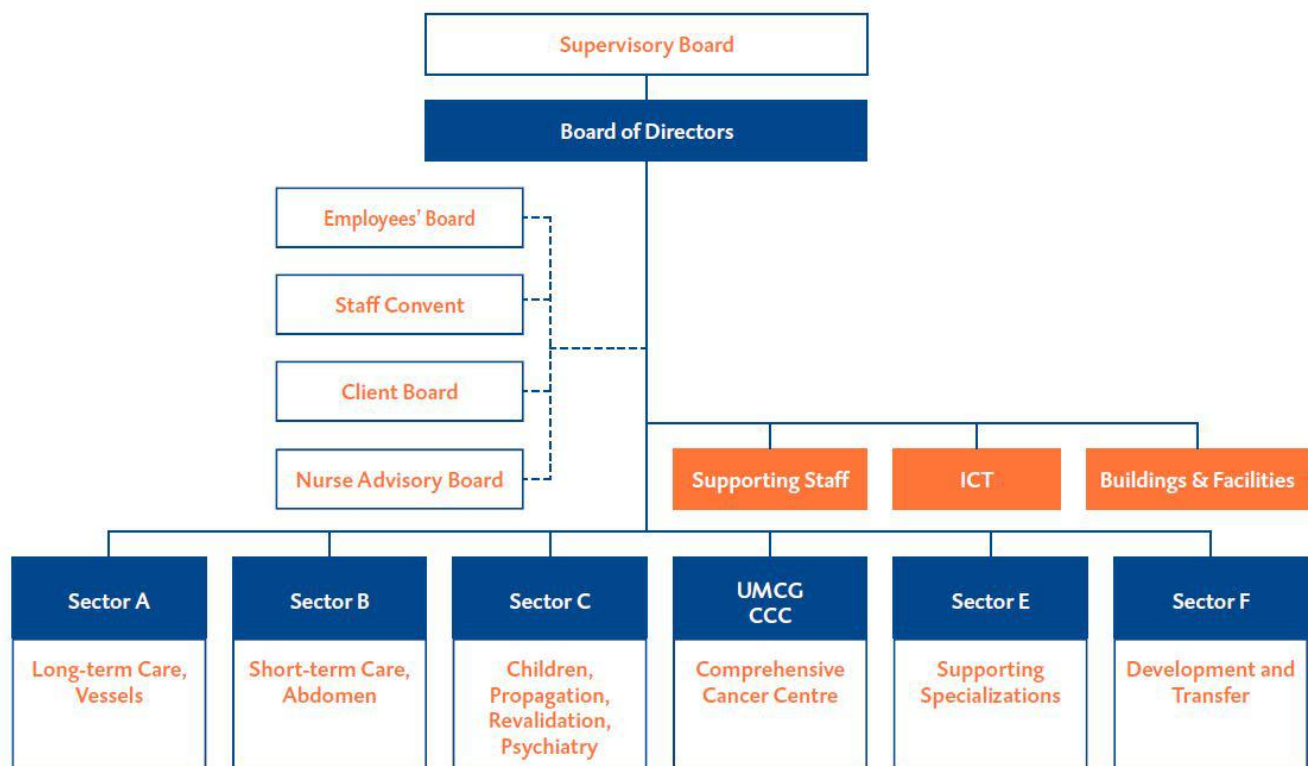 Supervisory Board
Board of Directors
Employees' Board
Staff Convent
Client Board
Nurse Advisory Board
Supporting Staff
ICT
Buildings & Facilities
Sector A
Long-term Care,
Vessels
Sector B
Short-term Care,
Abdomen
Sector C
Children,
Propagation,
Revalidation,
Psychiatry
UMCG
CCC
Comprehensive
Cancer Centre
Sector E
Supporting
Specializations
Sector F
Development and
Transfer